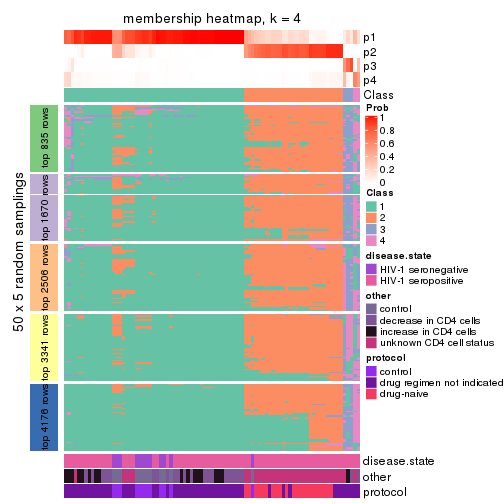 membership heatmap, k = 4
p1
p2
p3
p4
Class
50 x 5 random samplings
top 835 rows
rows
top 1670
top 2506 rows
top 3341 rows
top 4176 rows
Prob
1
0.8
0.6
0.4
0.2
0
Class
1
2
3
4
disease.state
HIV-1 seronegative
HIV-1 seropositive
other
control
decrease in CD4 cells
increase in CD4 cells
unknown CD4 cell status
protocol
control
drug regimen not indicated
drug-naive
disease.state
other
protocol